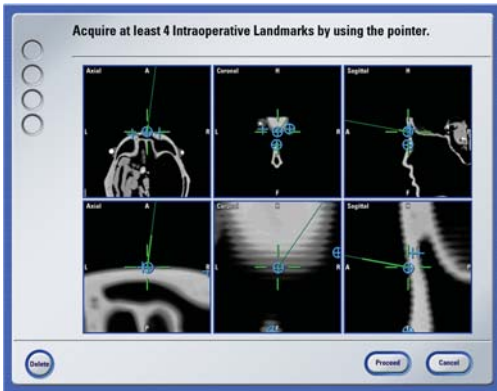 Acquire at least 4 Intraoperative Landmarks by using the pointer.
Axial A Coronal H Sagittal H
L R L R A
P F F
Axial A Sagittal
L R L R A P
F F
Delete Proceed Cancel